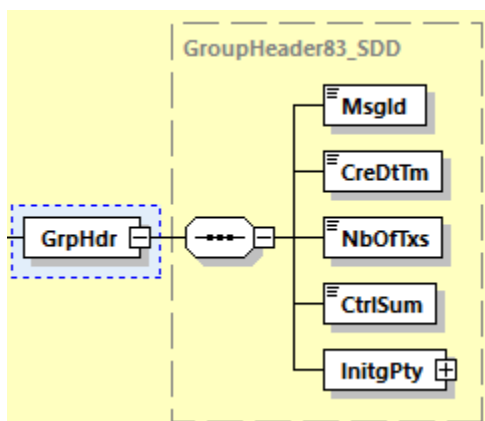 GroupHeader83_SDD
MsgId
CreDtTm
GrpHdr
NbOfTxs
CtrlSum
InitgPty